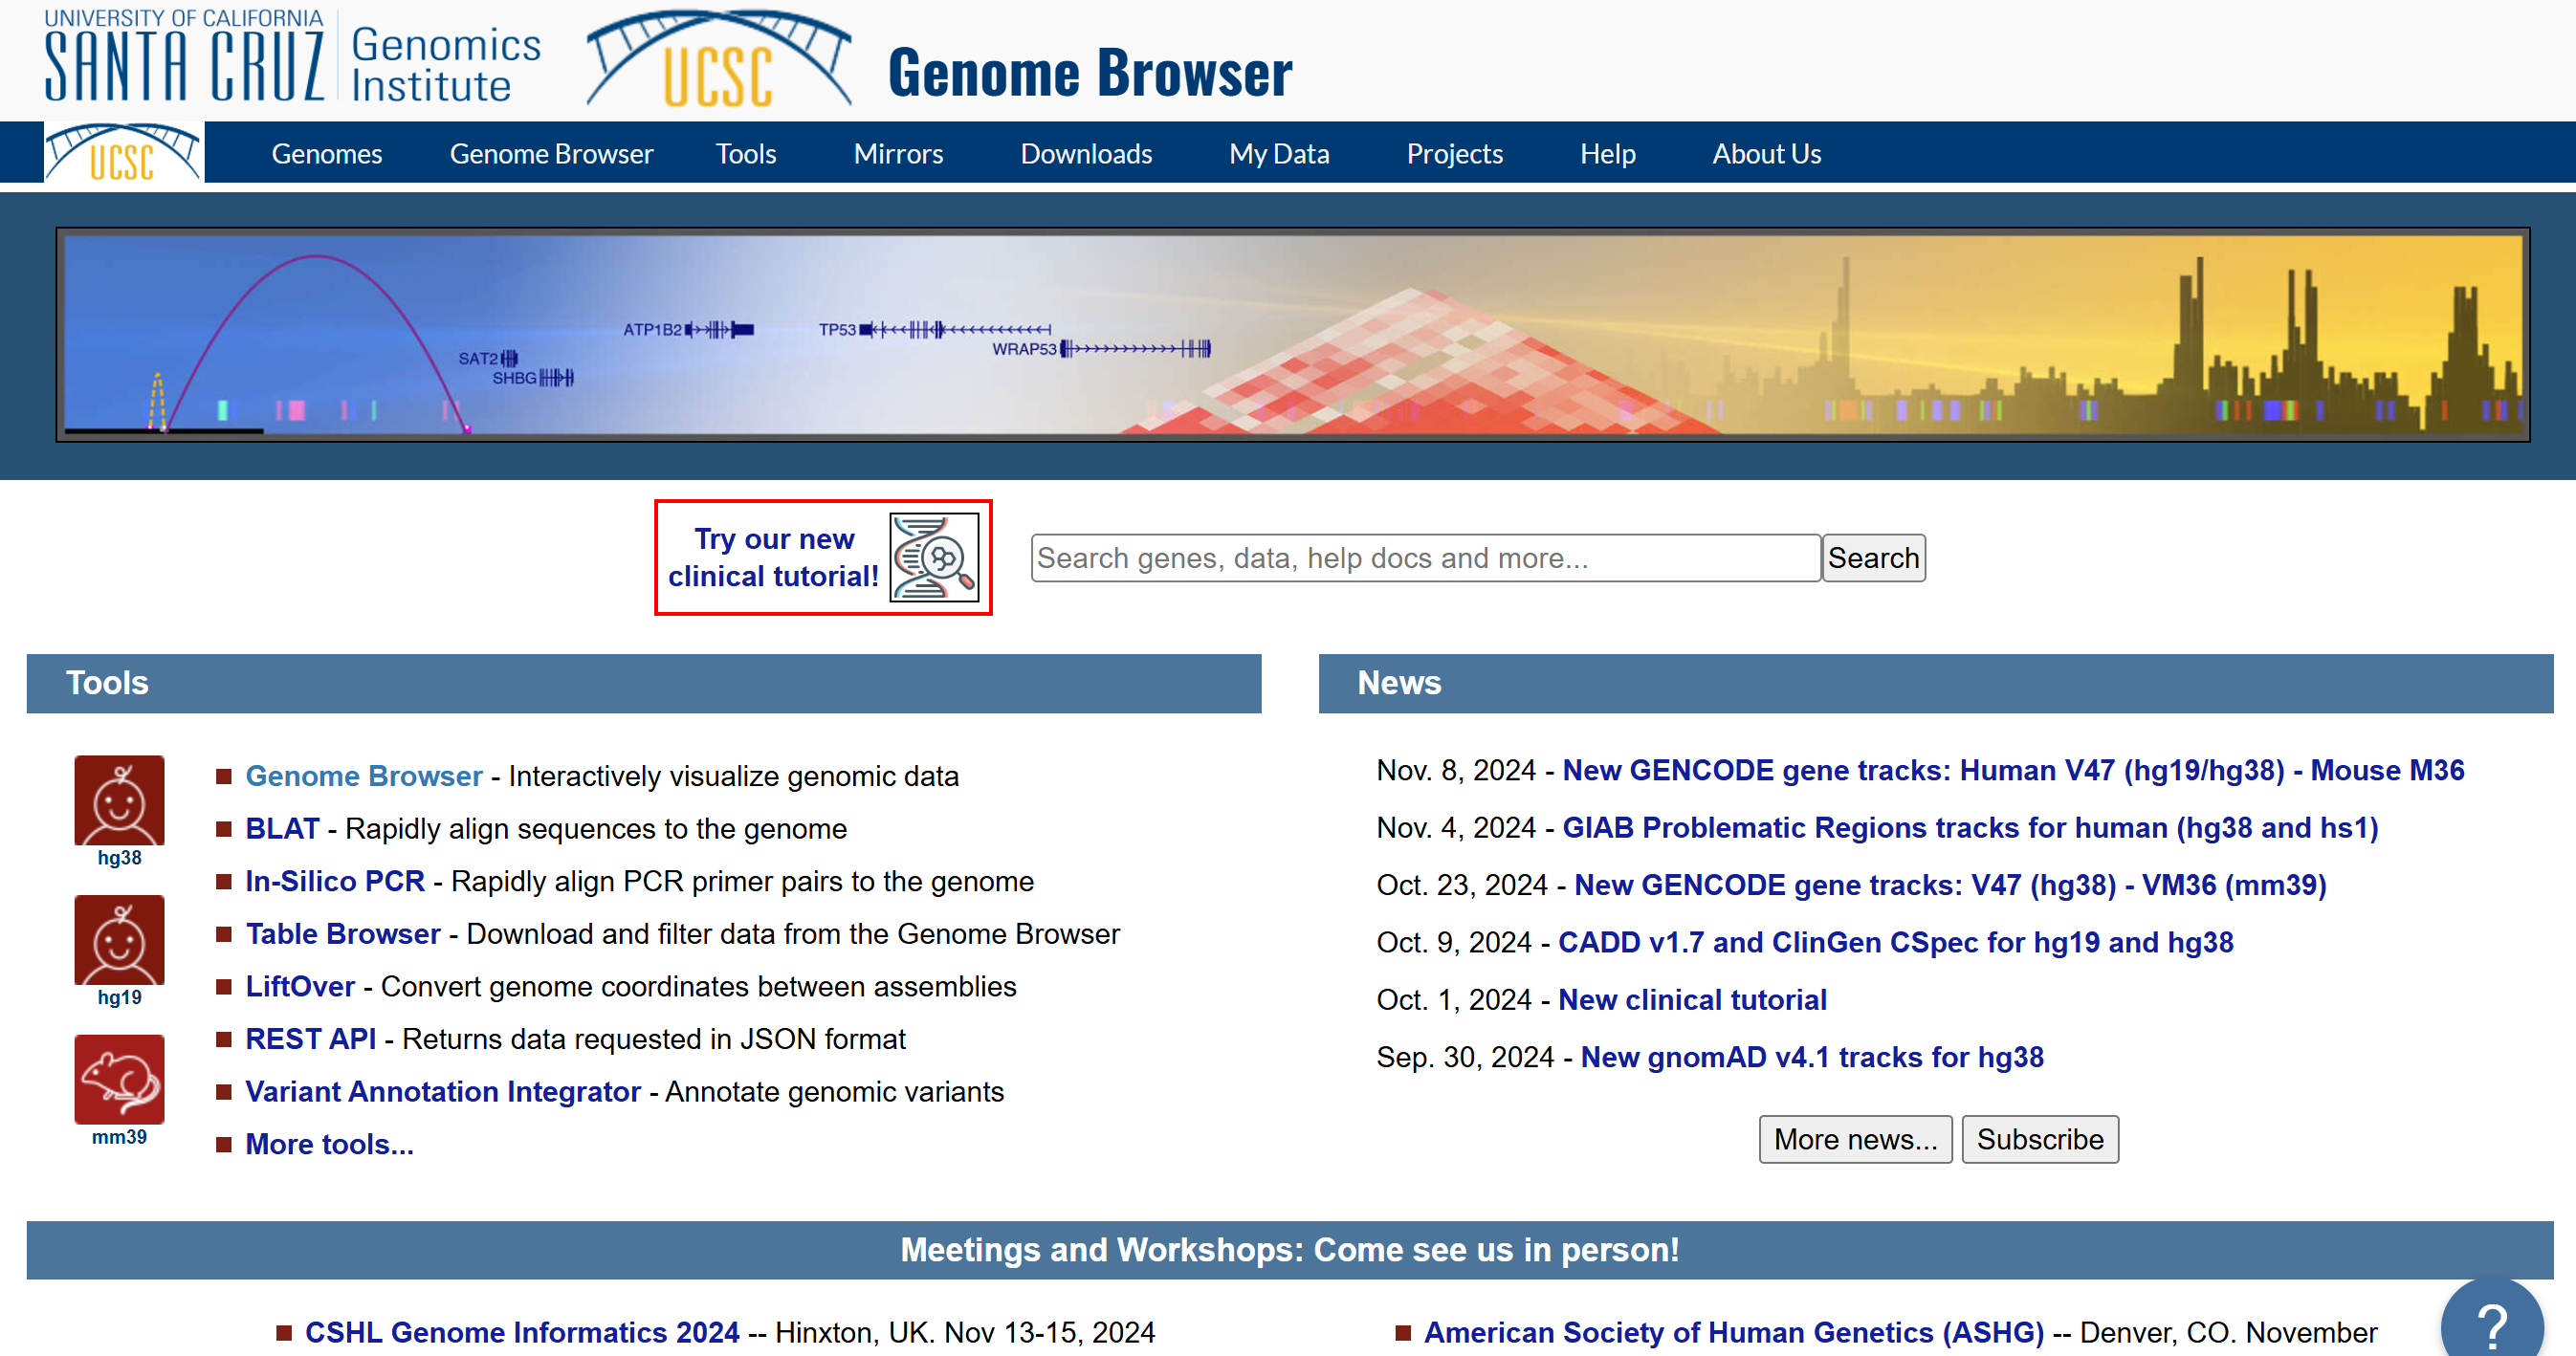 UNIVERSITY OF CALIFORNIA
SANTA CRUZ
Genomics
Institute
UCSC
Genome Browser
UCSC
Genomes Genome Browser Tools Mirrors Downloads My Data Projects Help About Us
ATP1B2
TP53
WRAP53
SAT2
SHBG
Try our new
clinical tutorial!
Search genes, data, help docs and more...
Search
Tools
hg38
hg19
mm39
Genome Browser - Interactively visualize genomic data
BLAT - Rapidly align sequences to the genome
In-Silico PCR - Rapidly align PCR primer pairs to the genome
Table Browser - Download and filter data from the Genome Browser
LiftOver - Convert genome coordinates between assemblies
REST API - Returns data requested in JSON format
Variant Annotation Integrator - Annotate genomic variants
More tools...
News
Nov. 8, 2024 - New GENCODE gene tracks: Human V47 (hg19/hg38) - Mouse M36
Nov. 4, 2024 - GIAB Problematic Regions tracks for human (hg38 and hs1)
Oct. 23, 2024 - New GENCODE gene tracks: V47 (hg38) - VM36 (mm39)
Oct. 9, 2024 - CADD v1.7 and ClinGen CSpec for hg19 and hg38
Oct. 1, 2024 - New clinical tutorial
Sep. 30, 2024 - New gnomAD v4.1 tracks for hg38
More news...
Subscribe
Meetings and Workshops: Come see us in person!
CSHL Genome Informatics 2024 -- Hinxton, UK. Nov 13-15, 2024
American Society of Human Genetics (ASHG) -- Denver, CO. November
?